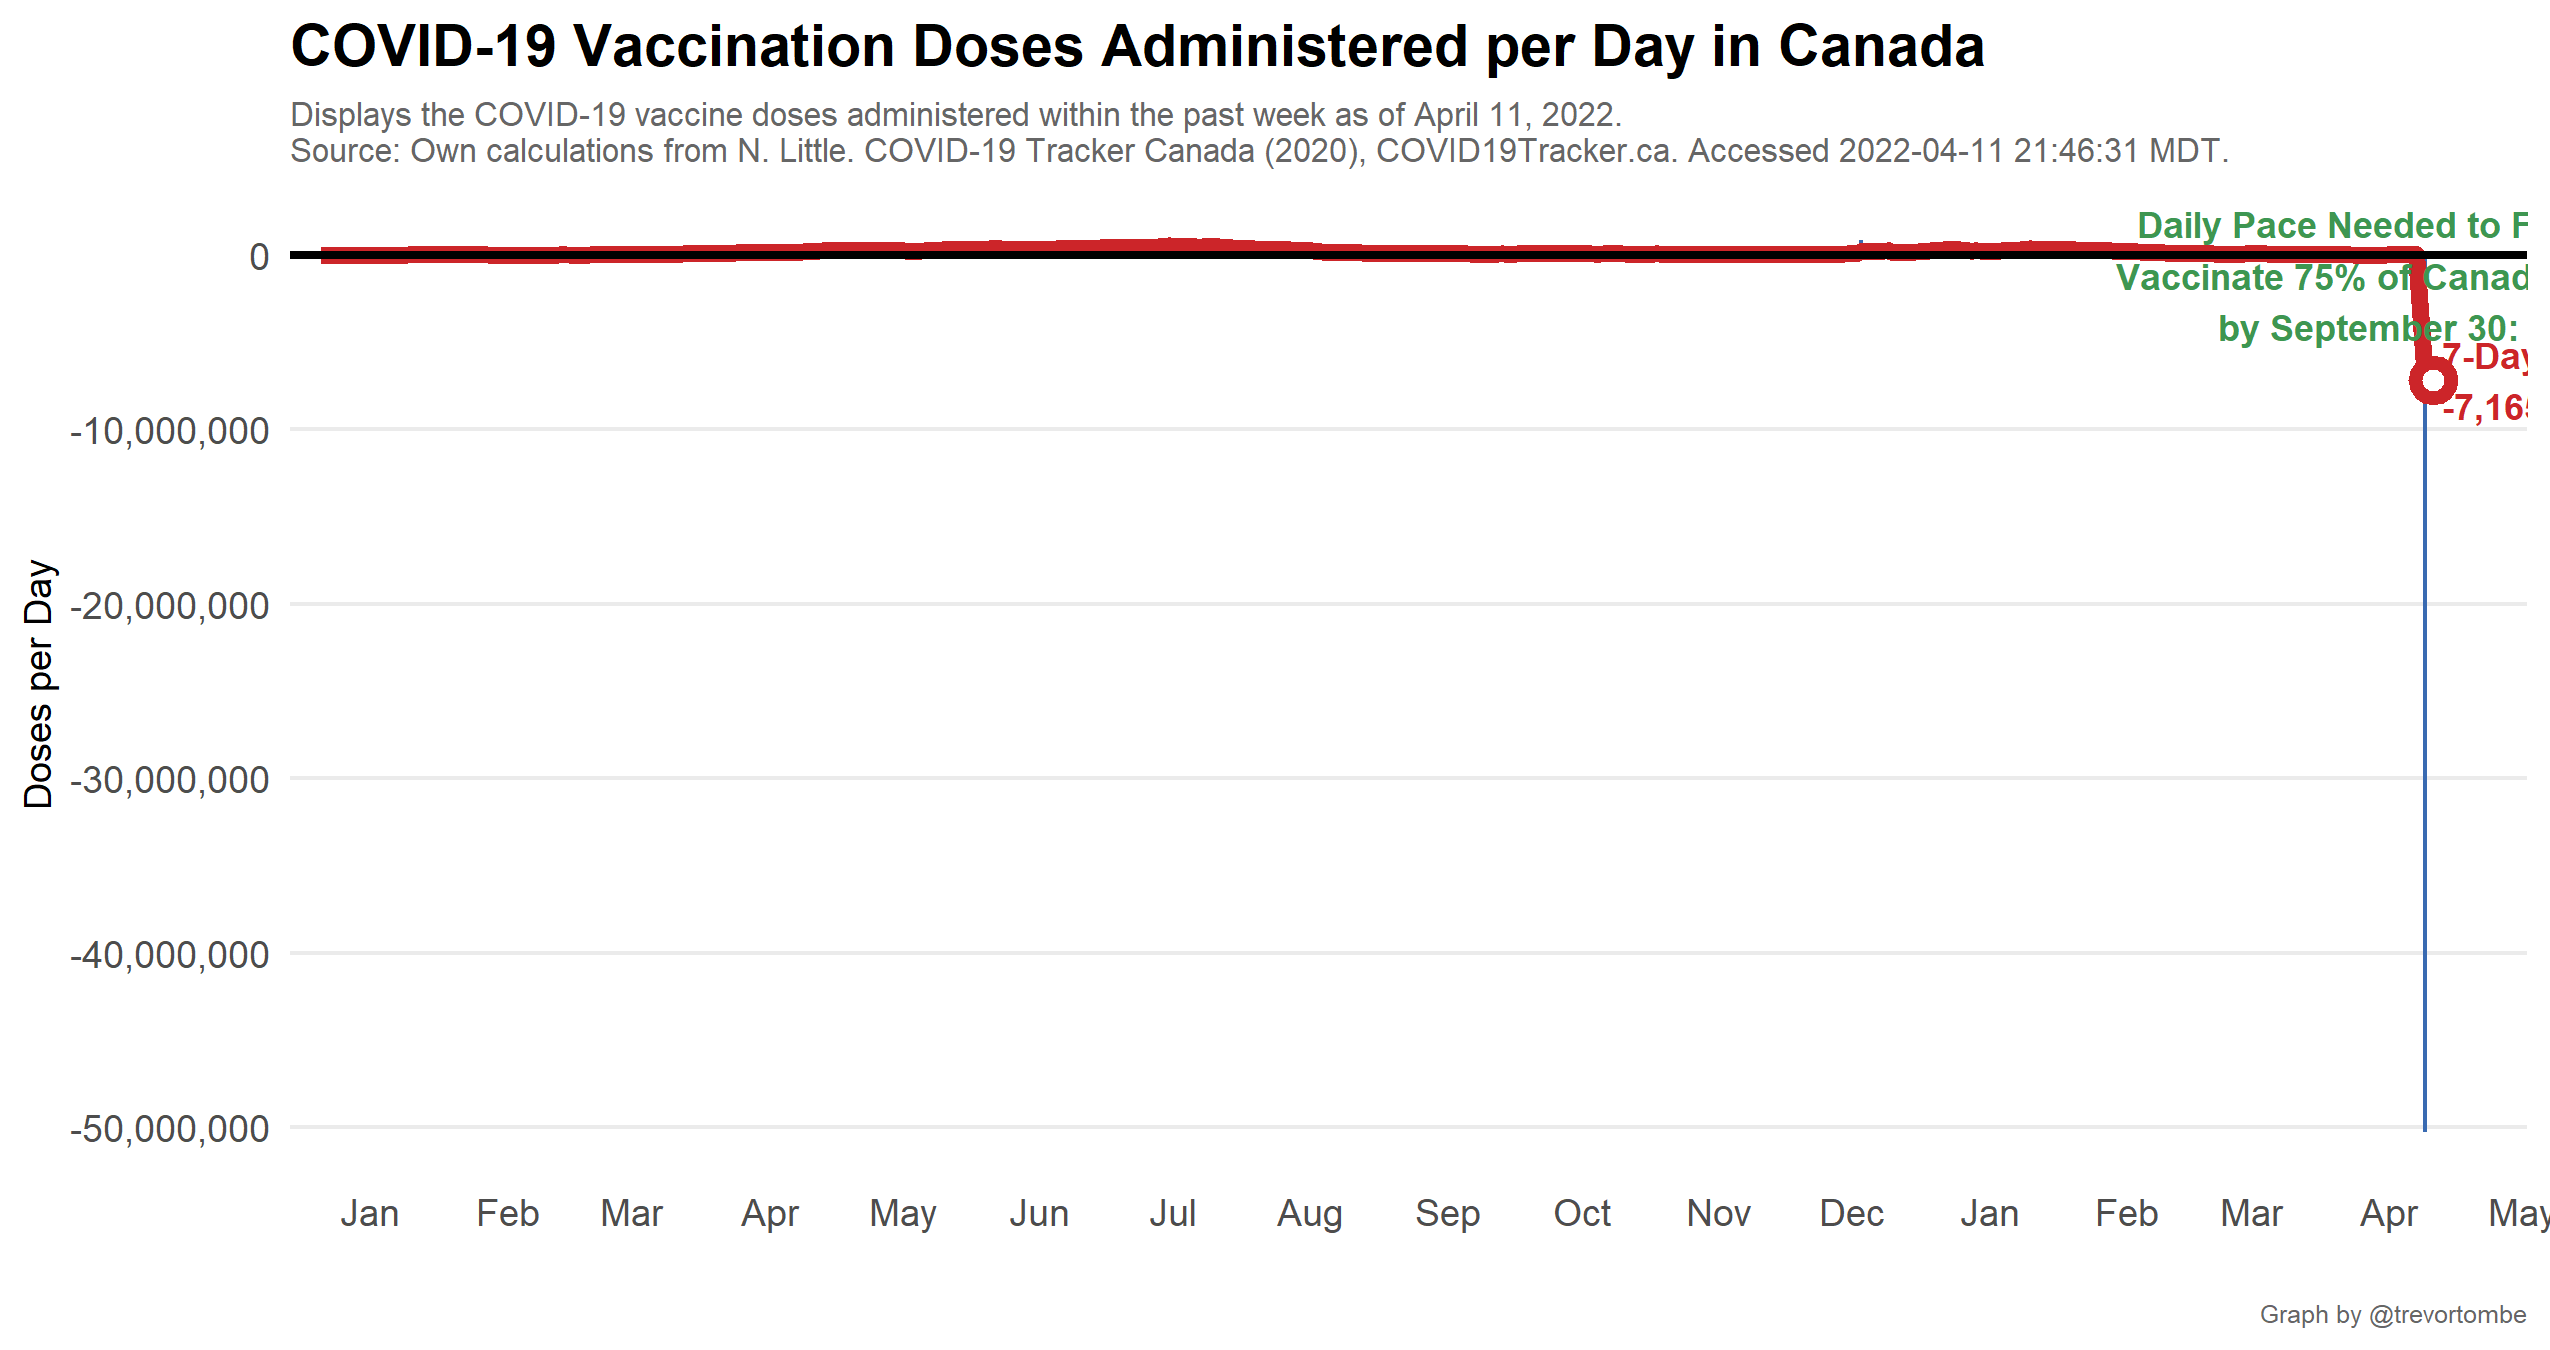 COVID-19 Vaccination Doses Administered per Day in Canada
Displays the COVID-19 vaccine doses administered within the past week as of April 11, 2022.
Source: Own calculations from N. Little. COVID-19 Tracker Canada (2020), COVID19Tracker.ca. Accessed 2022-04-11 21:46:31 MDT.
Daily Pace Needed to F
Vaccinate 75% of Canad
by September 30:
7-Day
-7,165
0
-10,000,000
-20,000,000
-30,000,000
-40,000,000
-50,000,000
Doses per Day
Jan Feb Mar Apr May Jun Jul Aug Sep Oct Nov Dec Jan Feb Mar Apr May
Graph by @trevortombe